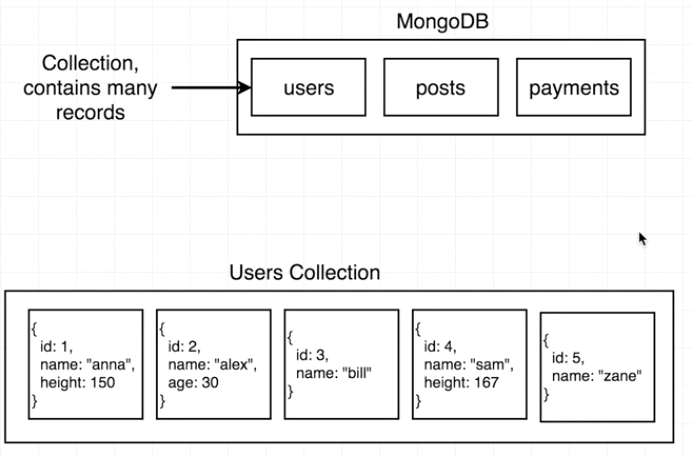 MongoDB
Collection,
contains many
records
users
posts
payments
Users Collection
{
id: 1,
name: "anna",
height: 150
}
{
id: 2,
name: "alex",
age: 30
}
{
id: 3,
name: "bill"
}
{
id: 4,
name: "sam",
height: 167
}
{
id: 5,
name: "zane"
}